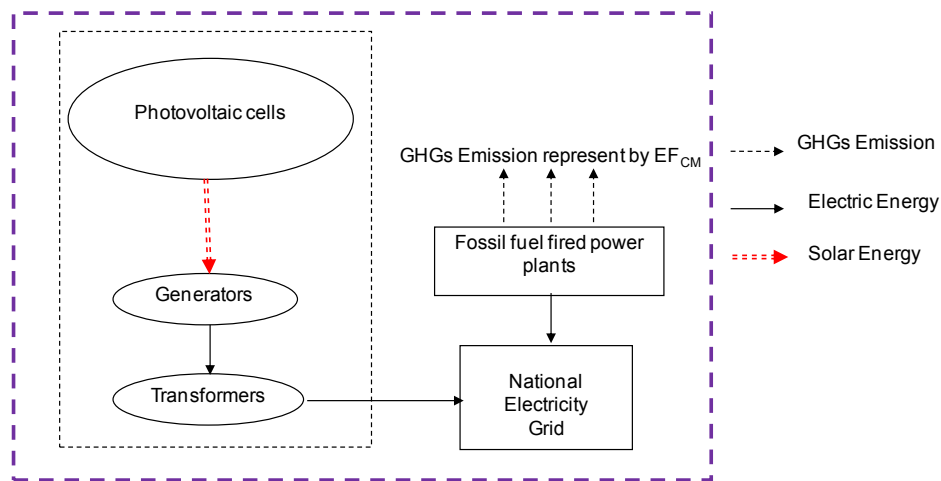 Photovoltaic cells
GHGs Emission represent by EFCM
Fossil fuel fired power
plants
Generators
Transformers
National
Electricity
Grid
GHGs Emission
Electric Energy
Solar Energy